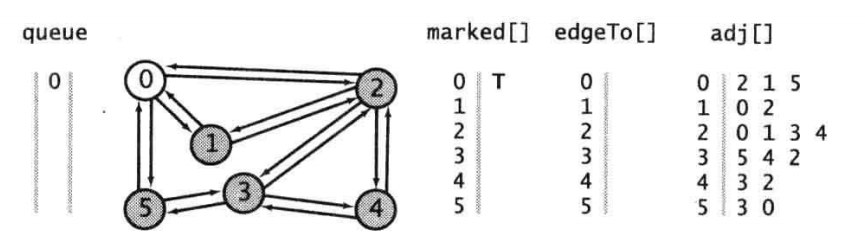 queue marked[] edgeTo[] adj[]
0 0 2 0 T 0 0 2 1 5
1 1 1 1 0 2
2 2 2 0 1 3 4
3 3 3 3 5 4 2
4 4 4 3 2
5 4 5 5 5 3 0